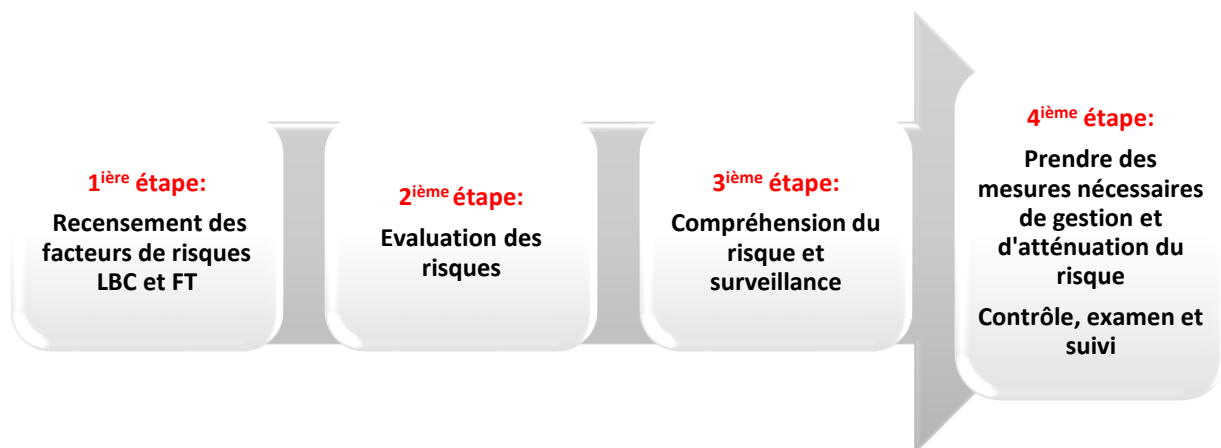 1ière étape:
Recensement des
facteurs de risques
LBC et FT
2ième étape:
Evaluation des
risques
3ième étape:
Compréhension du
risque et
surveillance
4ième étape:
Prendre des
mesures nécessaires
de gestion et
d'atténuation du
risque
Contrôle, examen et
suivi